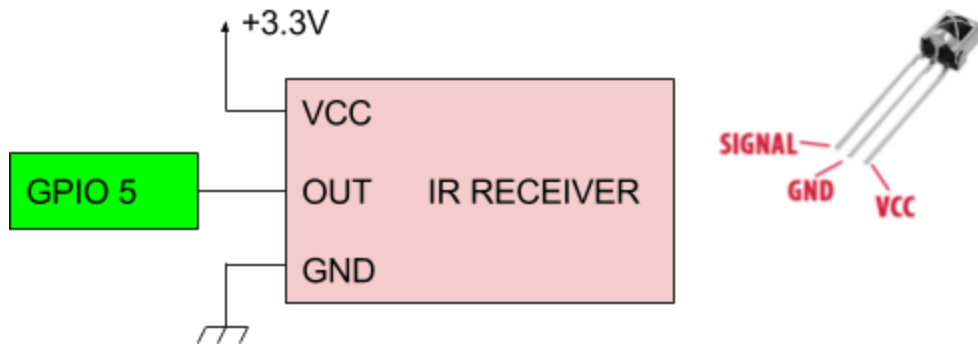 +3.3V
VCC
GPIO 5
OUT
IR RECEIVER
GND
SIGNAL
GND
VCC